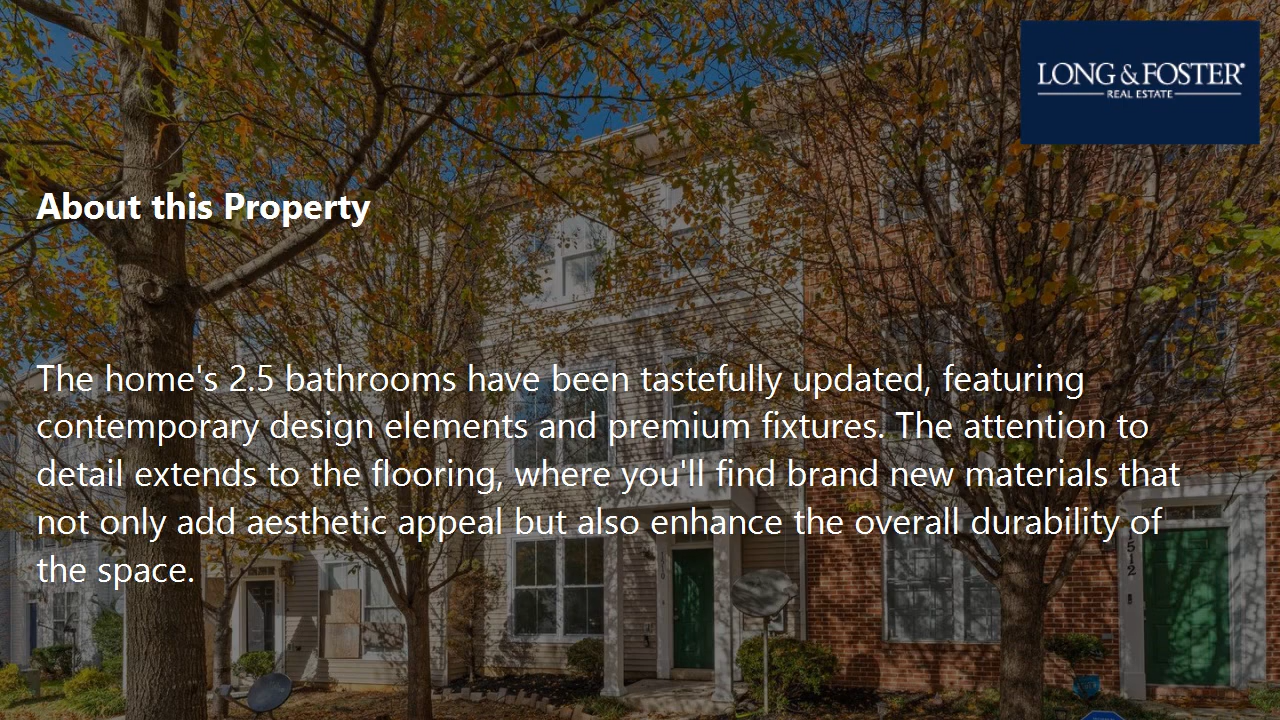 LONG & FOSTER®
REAL ESTATE
About this Property
The home's 2.5 bathrooms have been tastefully updated, featuring
contemporary design elements and premium fixtures. The attention to
detail extends to the flooring, where you'll find brand new materials that
not only add aesthetic appeal but also enhance the overall durability of
the space.
1512